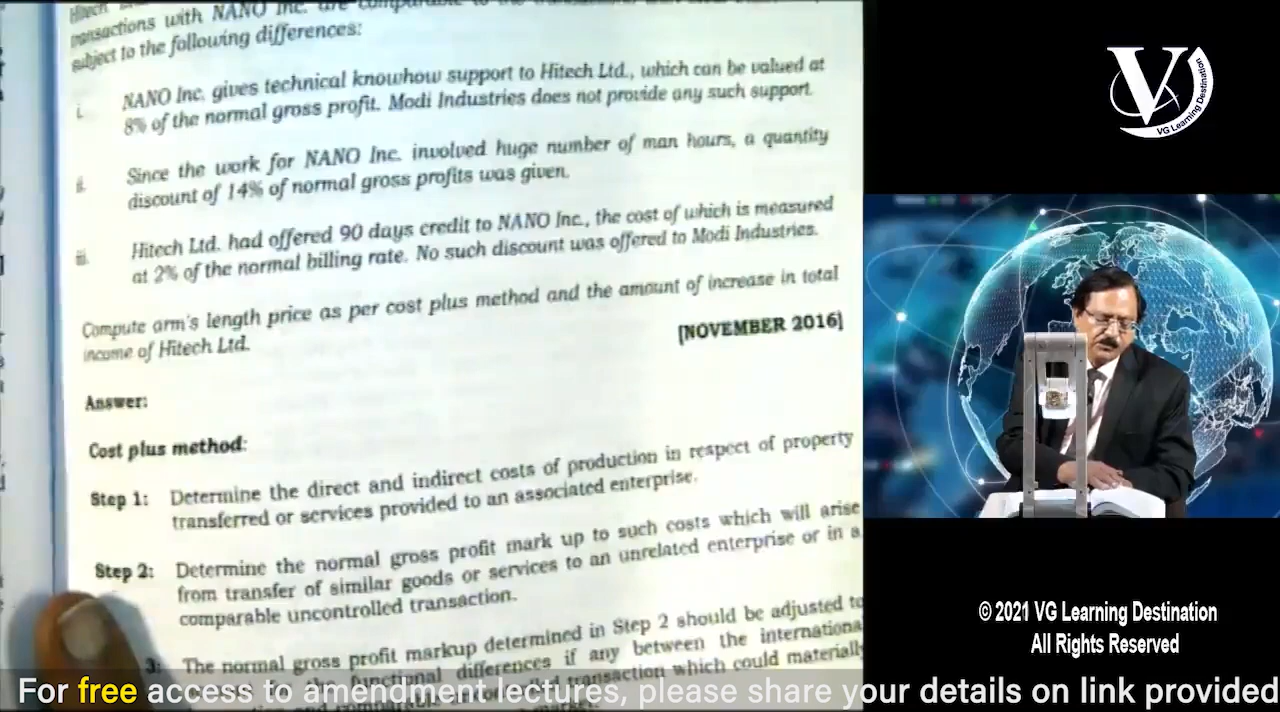 transactions with NANO Inc. are comparable to the
subject to the following differences:
i. NANO Inc. gives technical knowhow support to Hitech Ltd., which can be valued at
8% of the normal gross profit. Modi Industries does not provide any such support.
ii. Since the work for NANO Inc. involved huge number of man hours, a quantity
discount of 14% of normal gross profits was given.
iii. Hitech Ltd. had offered 90 days credit to NANO Inc., the cost of which is measured
at 2% of the normal billing rate. No such discount was offered to Modi Industries.
Compute arm's length price as per cost plus method and the amount of increase in total
income of Hitech Ltd.
[NOVEMBER 2016]
Answer:
Cost plus method:
Step 1: Determine the direct and indirect costs of production in respect of property
transferred or services provided to an associated enterprise.
Step 2: Determine the normal gross profit mark up to such costs which will arise
from transfer of similar goods or services to an unrelated enterprise or in a
comparable uncontrolled transaction.
3: The normal gross profit markup determined in Step 2 should be adjusted to
functional differences if any between the international
transaction which could materially
V
VG Learning Destination
© 2021 VG Learning Destination
All Rights Reserved
For free access to amendment lectures, please share your details on link provided